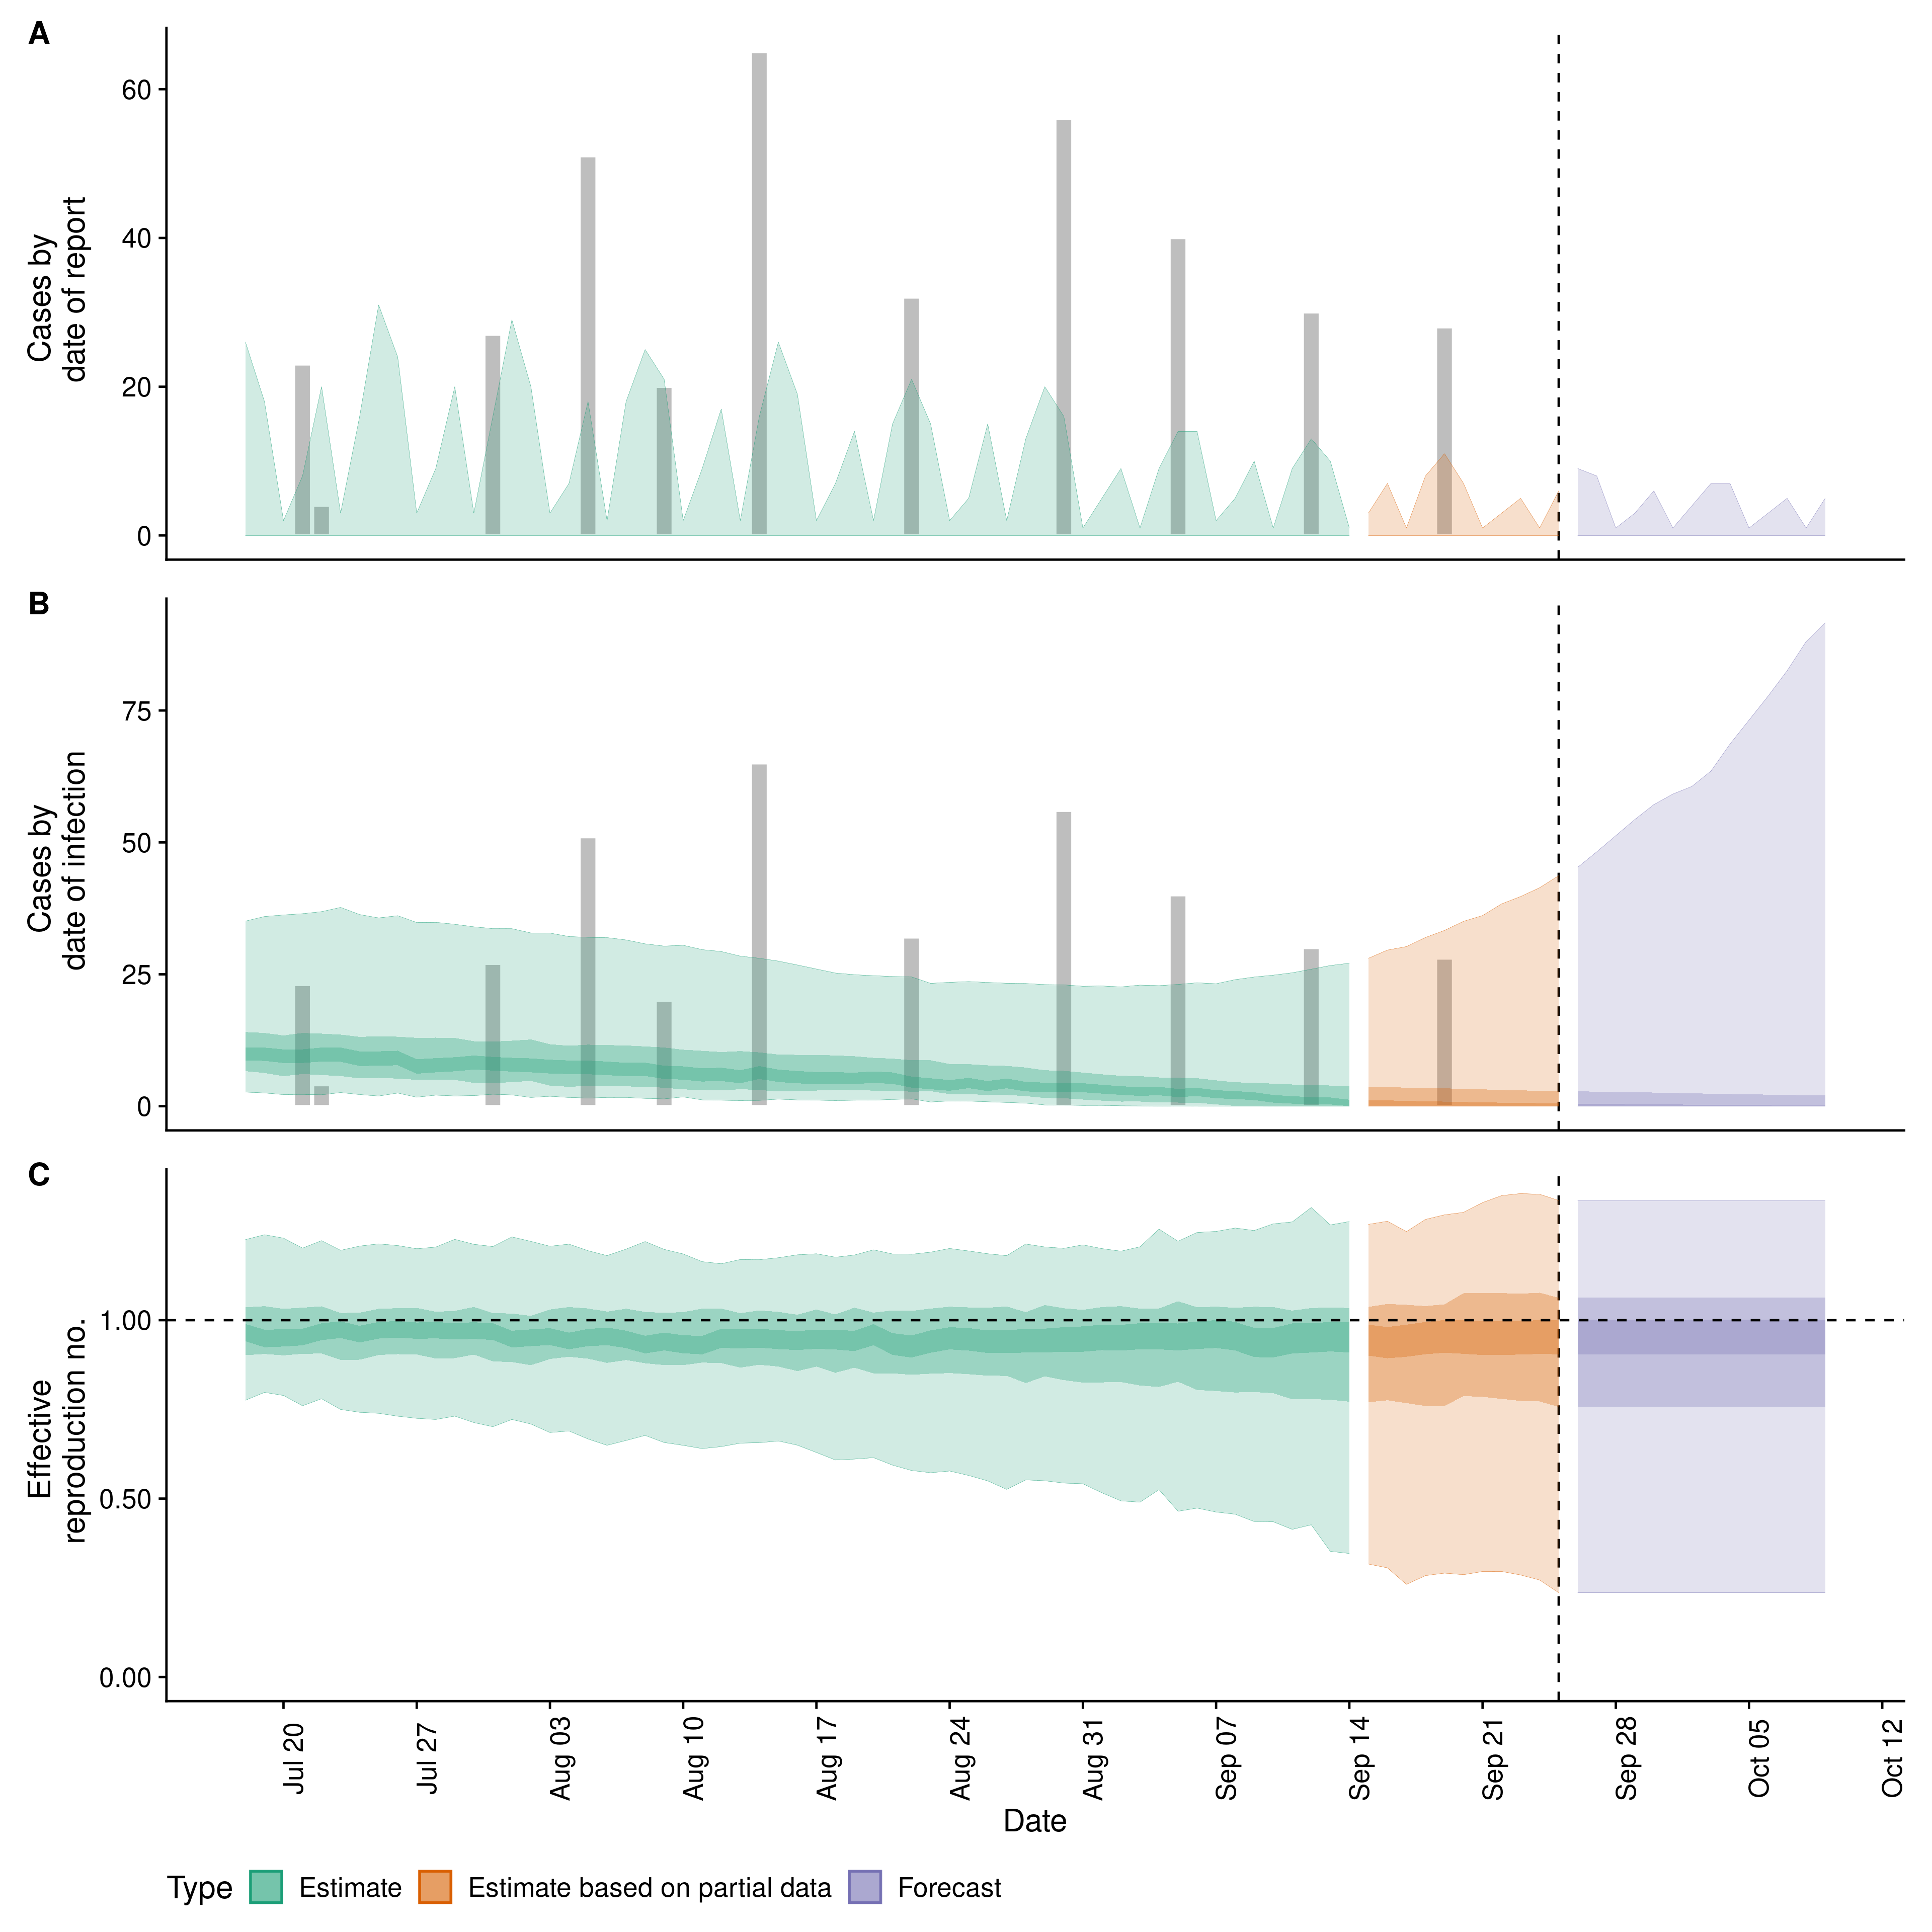 A
Cases by
date of report
60
40
20
0
B
Cases by
date of infection
75
50
25
0
C
Effective
reproduction no.
1.00
0.50
0.00
Jul 20
Jul 27
Aug 03
Aug 10
Aug 17
Aug 24
Aug 31
Sep 07
Sep 14
Sep 21
Sep 28
Oct 05
Oct 12
Date
Type Estimate Estimate based on partial data Forecast